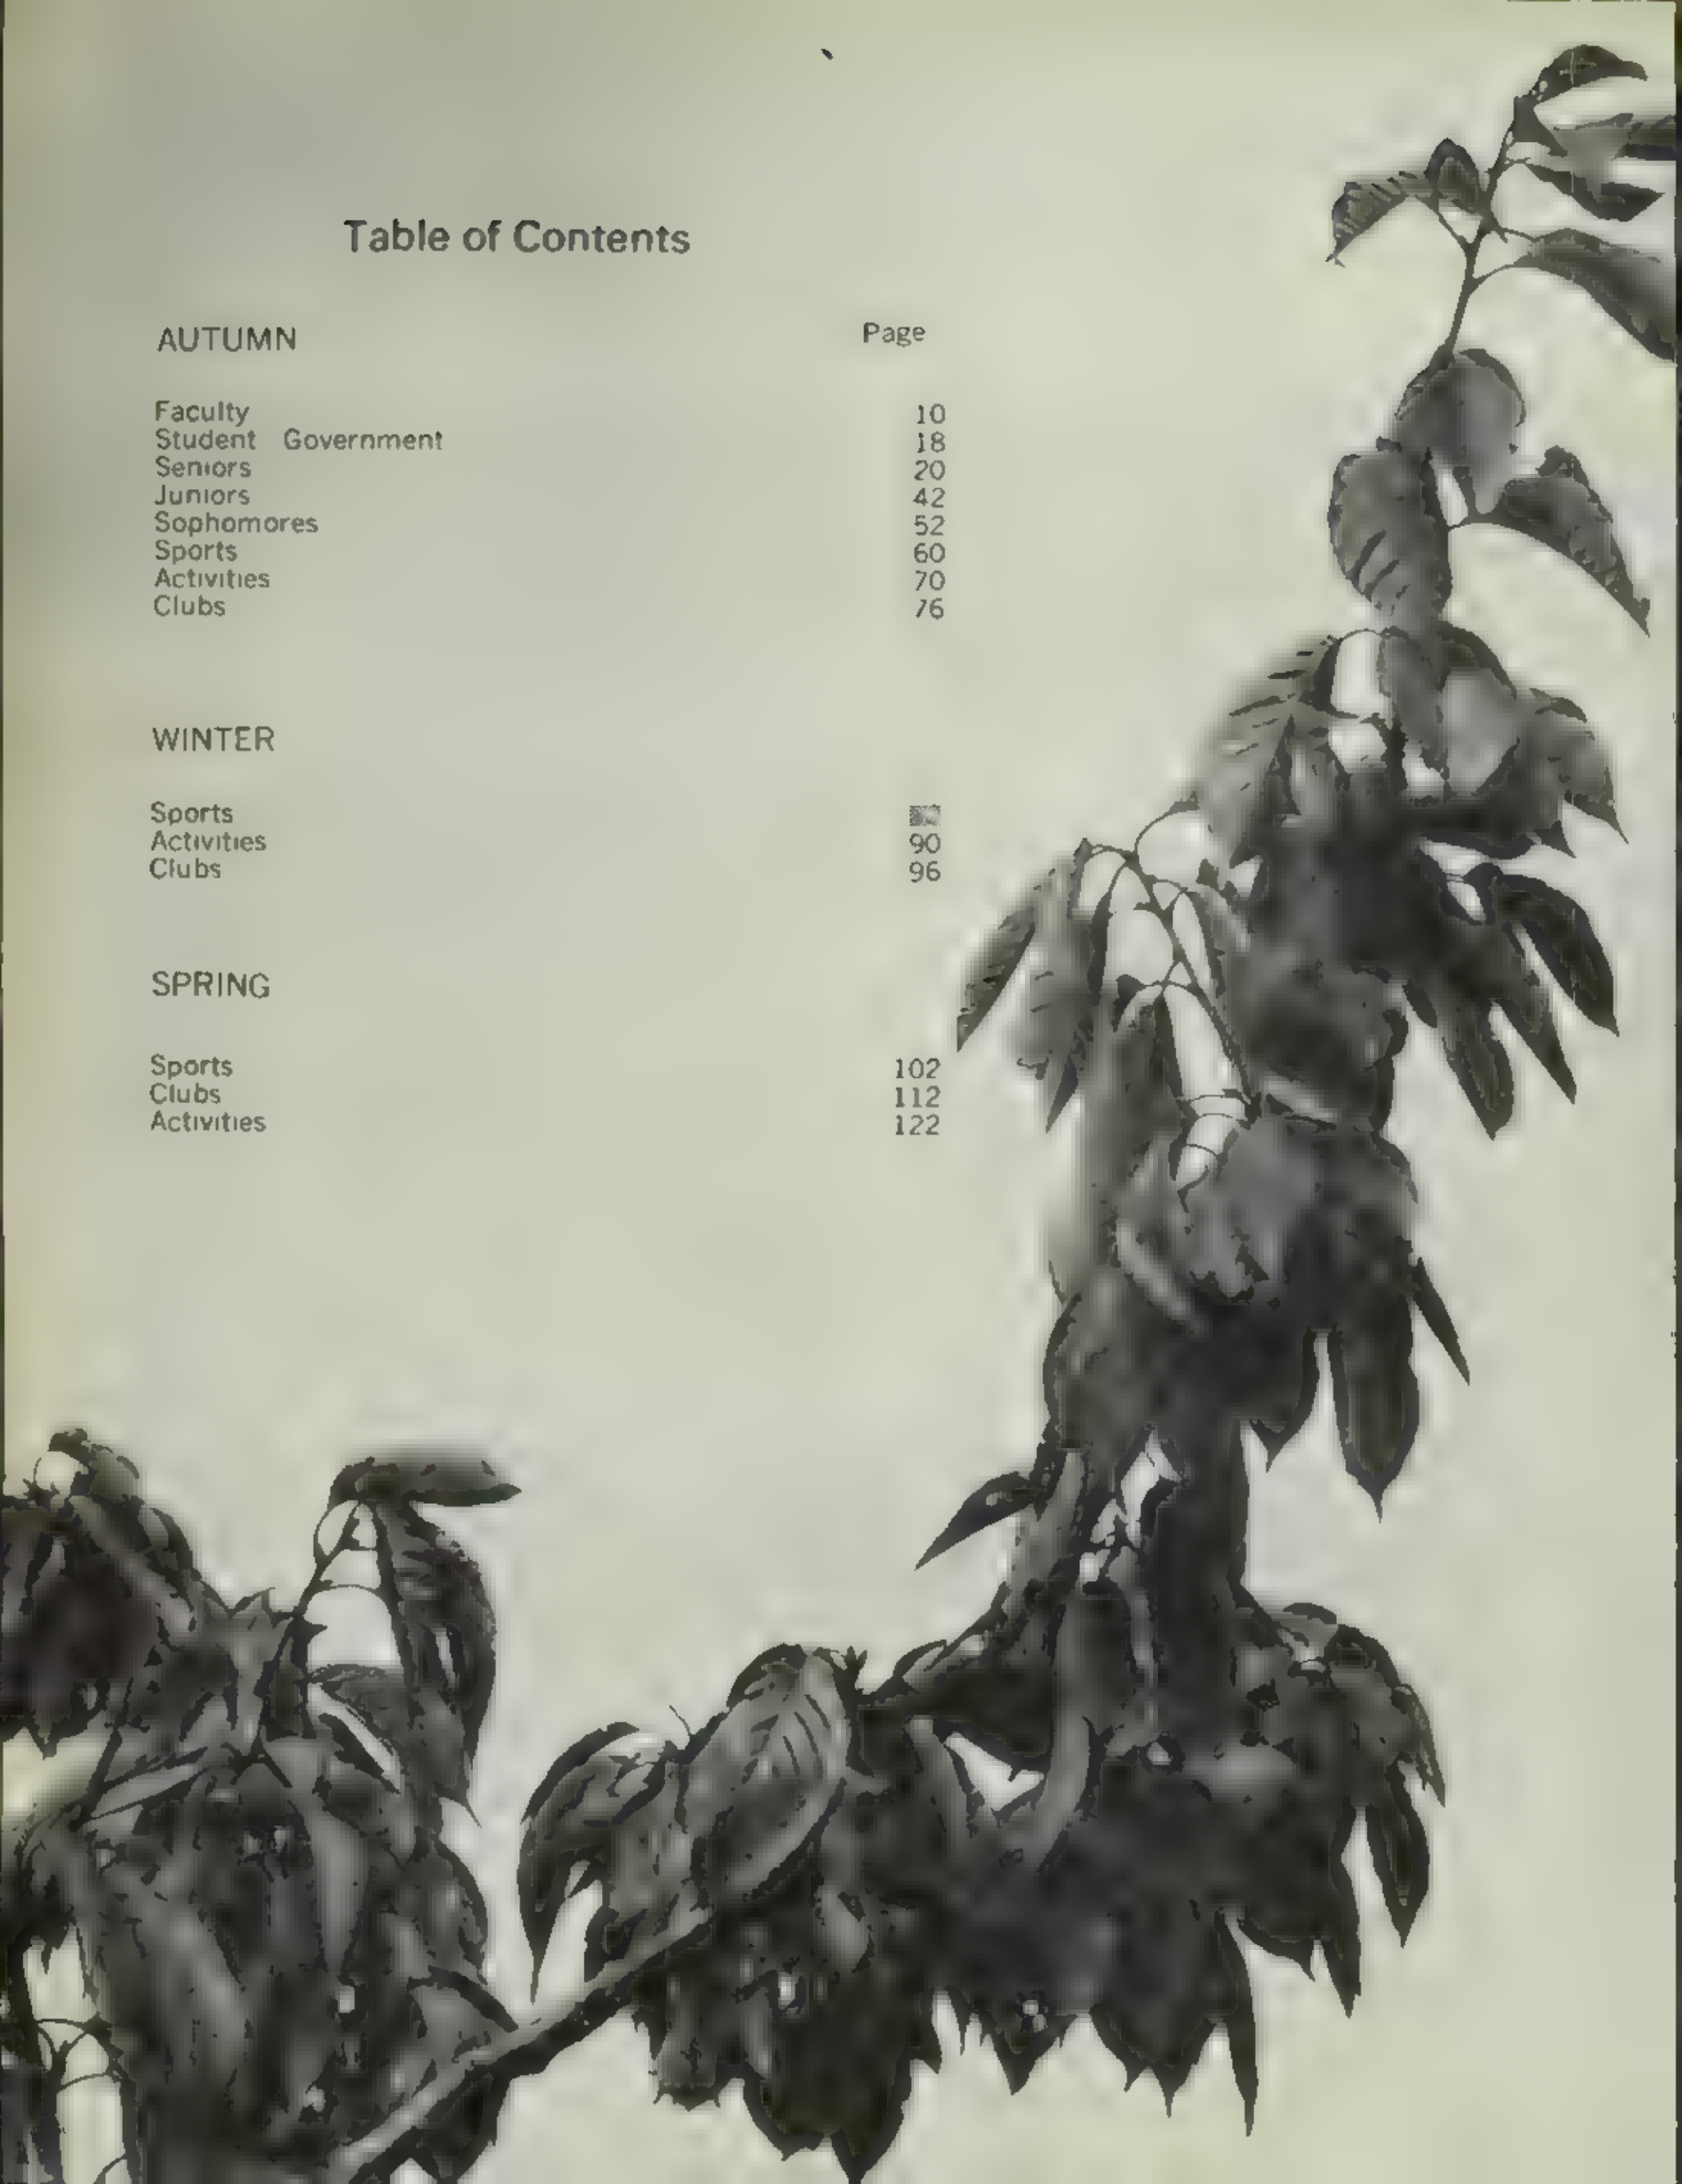 Table of Contents
AUTUMN Page
Faculty 10
Student Government 18
Seniors 20
Juniors 42
Sophomores 52
Sports 60
Activities 70
Clubs 76
WINTER
Sports
Activities 90
Clubs 96
SPRING
Sports 102
Clubs 112
Activities 122